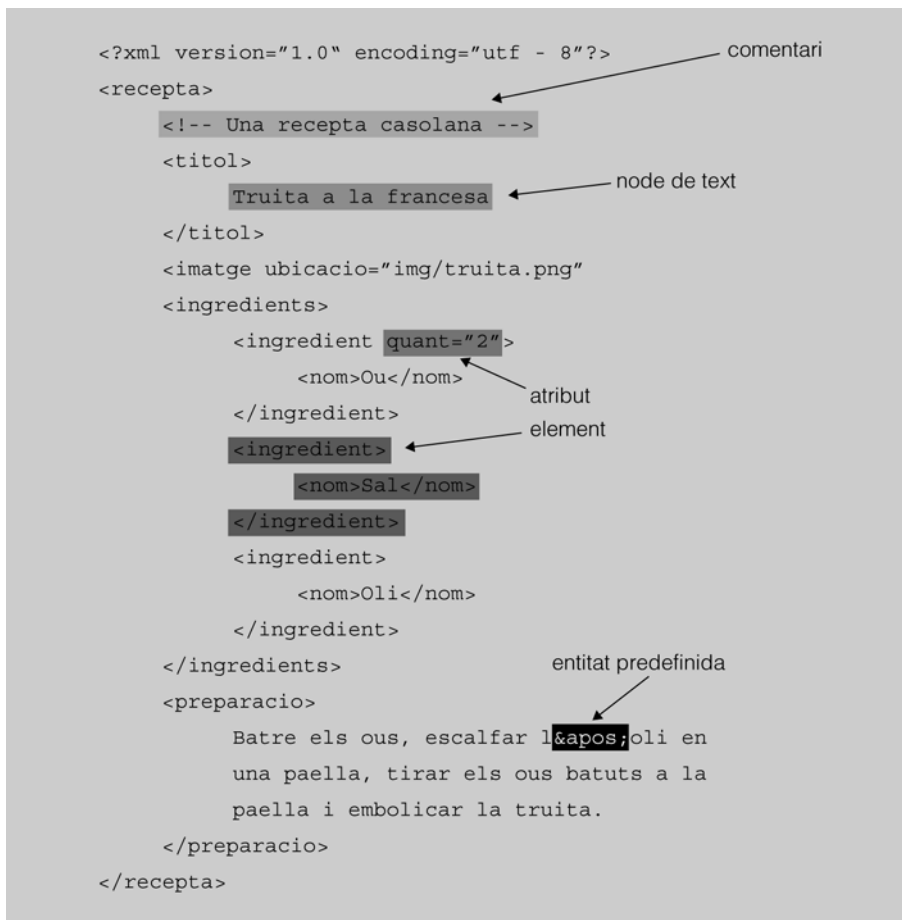 <?xml version=″1.0‟ encoding=″utf - 8″?>
comentari
<recepta>
<!-- Una recepta casolana -->
<titol>
node de text
Truita a la francesa
</titol>
<imatge ubicacio=″img/truita.png″
<ingredients>
<ingredient quant=″2″>
<nom>Ou</nom>
atribut
</ingredient>
element
<ingredient>
<nom>Sal</nom>
</ingredient>
<ingredient>
<nom>Oli</nom>
</ingredient>
</ingredients>
entitat predefinida
<preparacio>
Batre els ous, escalfar l&apos;oli en
una paella, tirar els ous batuts a la
paella i embolicar la truita.
</preparacio>
</recepta>